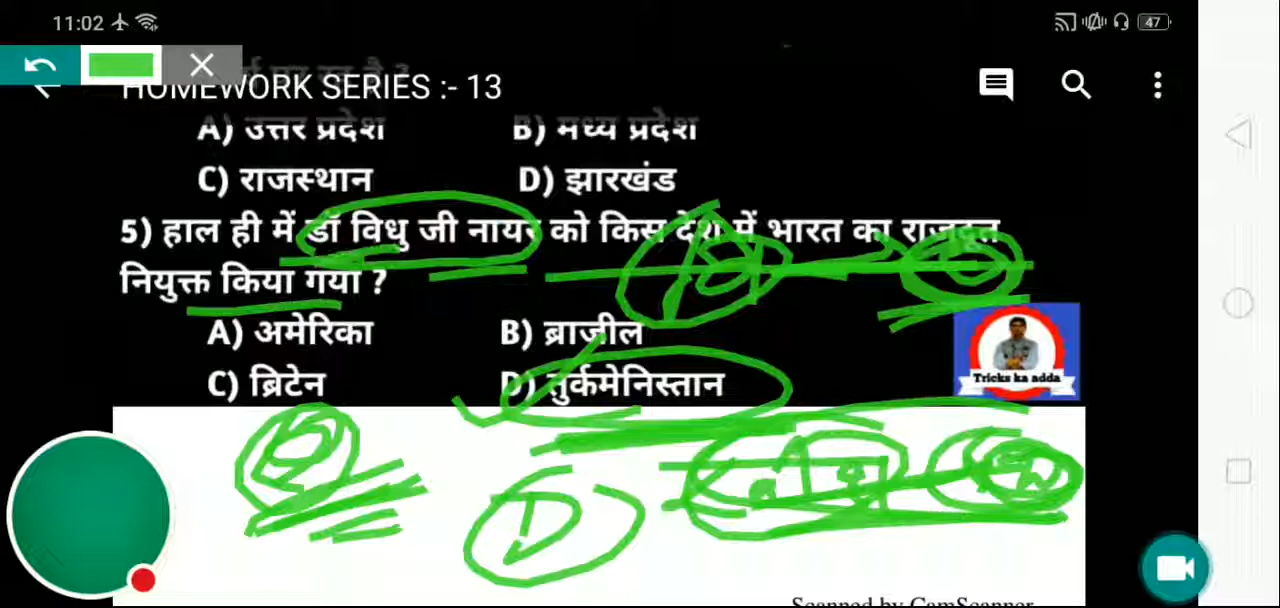 11:02
47
HOMEWORK SERIES :- 13
A) उत्तर प्रदेश B) मध्य प्रदेश
C) राजस्थान D) झारखंड
5) हाल ही में डॉ विधु जी नायर को किस देश में भारत का राजदूत
नियुक्त किया गया ?
A) अमेरिका B) ब्राजील
C) ब्रिटेन D) तुर्कमेनिस्तान
Tricks ka adda
D
Scanned by CamScanner